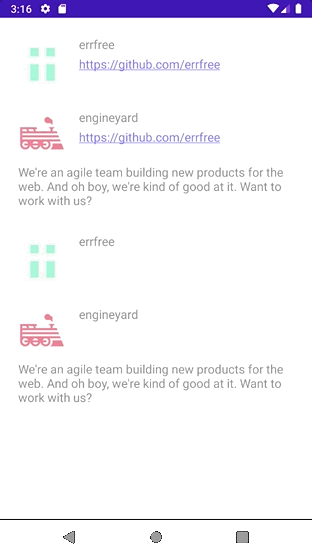 3:16
errfree
https://github.com/errfree
engineyard
https://github.com/errfree
We're an agile team building new products for the
web. And oh boy, we're kind of good at it. Want to
work with us?
errfree
engineyard
We're an agile team building new products for the
web. And oh boy, we're kind of good at it. Want to
work with us?